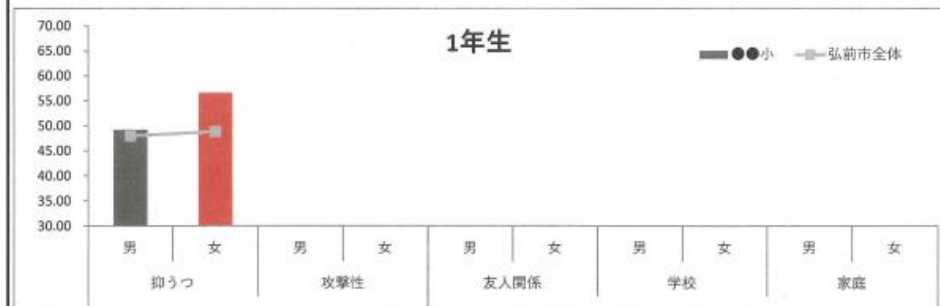 1年生
●●小 弘前市全体
70.00
65.00
60.00
55.00
50.00
45.00
40.00
35.00
30.00
男 女 男 女 男 女 男 女 男 女
抑うつ 攻撃性 友人関係 学校 家庭